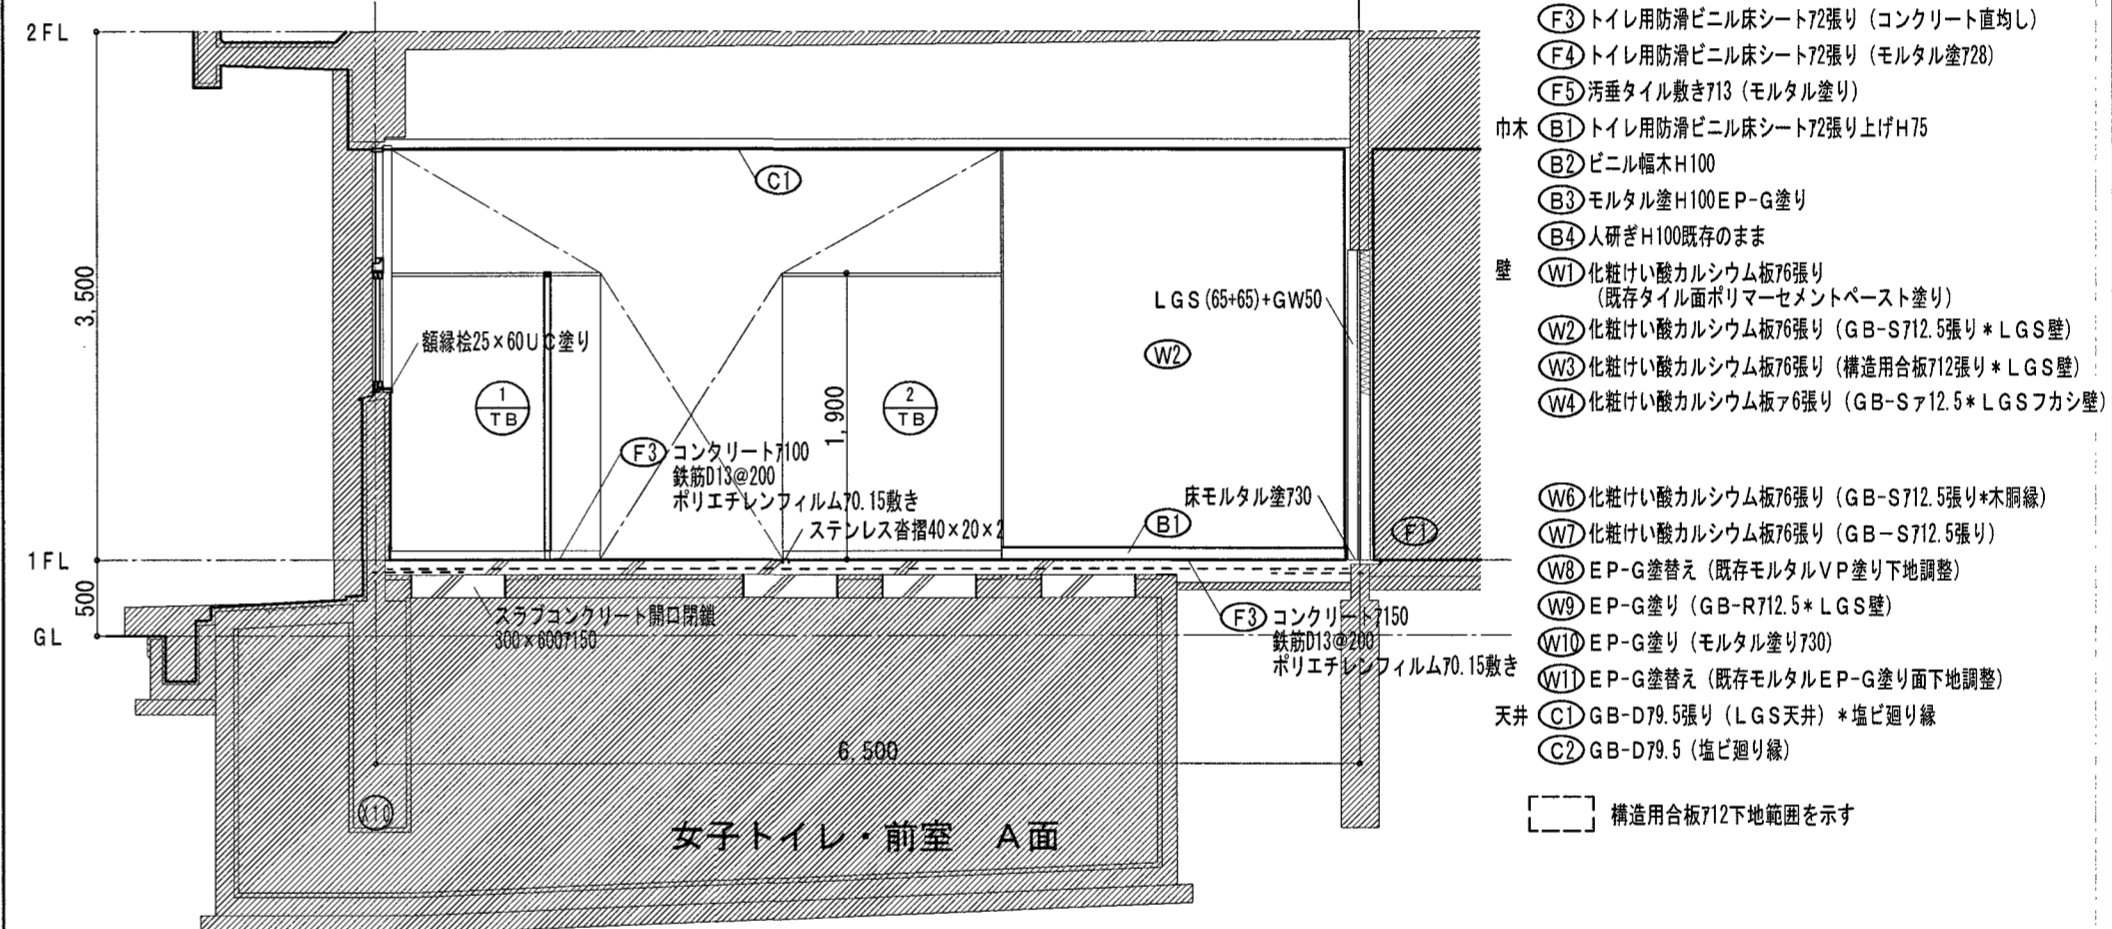 2FL
3,500
1FL
500
GL
C1
額縁桧25×60UC塗り
1
TB
2
TB
1,900
LGS(65+65)+GW50
W2
F3 コンタリートｱ100
鉄筋D13@200
ポリエチレンフィルムｱ0.15敷き
ステンレス沓摺40×20×2
床モルタル塗ｱ30
B1
F1
スラブコンクリート開口閉鎖
300×600ｱ150
F3 コンクリートｱ150
鉄筋D13@200
ポリエチレンフィルムｱ0.15敷き
6,500
X10
女子トイレ・前室 A面
F3 トイレ用防滑ビニル床シートｱ2張り（コンクリート直均し）
F4 トイレ用防滑ビニル床シートｱ2張り（モルタル塗ｱ28）
F5 汚垂タイル敷きｱ13（モルタル塗り）
巾木 B1 トイレ用防滑ビニル床シートｱ2張り上げH75
B2 ビニル幅木H100
B3 モルタル塗H100EP-G塗り
B4 人研ぎH100既存のまま
壁 W1 化粧けい酸カルシウム板ｱ6張り
（既存タイル面ポリマーセメントペースト塗り）
W2 化粧けい酸カルシウム板ｱ6張り（GB-Sｱ12.5張り*LGS壁）
W3 化粧けい酸カルシウム板ｱ6張り（構造用合板ｱ12張り*LGS壁）
W4 化粧けい酸カルシウム板ァ6張り（GB-Sァ12.5*LGSフカシ壁）
W6 化粧けい酸カルシウム板ｱ6張り（GB-Sｱ12.5張り*木胴縁）
W7 化粧けい酸カルシウム板ｱ6張り（GB-Sｱ12.5張り）
W8 EP-G塗替え（既存モルタルVP塗り下地調整）
W9 EP-G塗り（GB-Rｱ12.5*LGS壁）
W10 EP-G塗り（モルタル塗りｱ30）
W11 EP-G塗替え（既存モルタルEP-G塗り面下地調整）
天井 C1 GB-Dｱ9.5張り（LGS天井）*塩ビ廻り縁
C2 GB-Dｱ9.5（塩ビ廻り縁）
構造用合板ｱ12下地範囲を示す